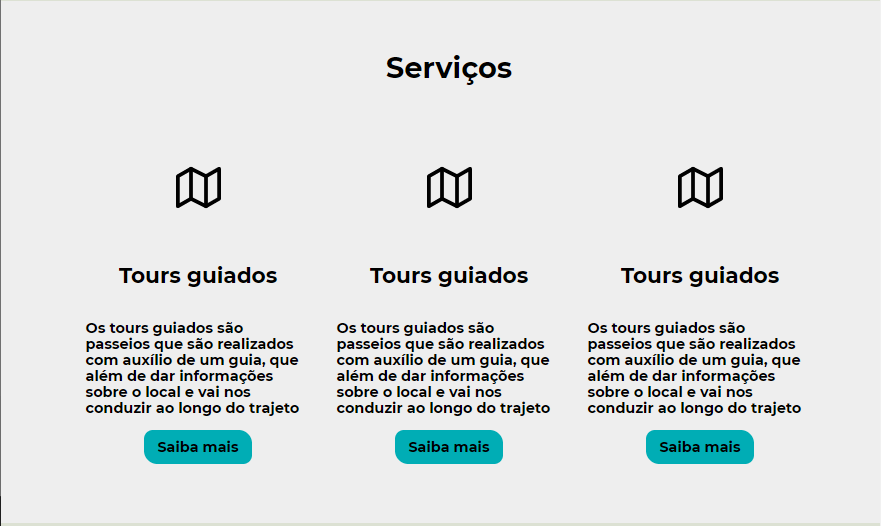 Serviços
Tours guiados
Os tours guiados são
passeios que são realizados
com auxílio de um guia, que
além de dar informações
sobre o local e vai nos
conduzir ao longo do trajeto
Saiba mais
Tours guiados
Os tours guiados são
passeios que são realizados
com auxílio de um guia, que
além de dar informações
sobre o local e vai nos
conduzir ao longo do trajeto
Saiba mais
Tours guiados
Os tours guiados são
passeios que são realizados
com auxílio de um guia, que
além de dar informações
sobre o local e vai nos
conduzir ao longo do trajeto
Saiba mais